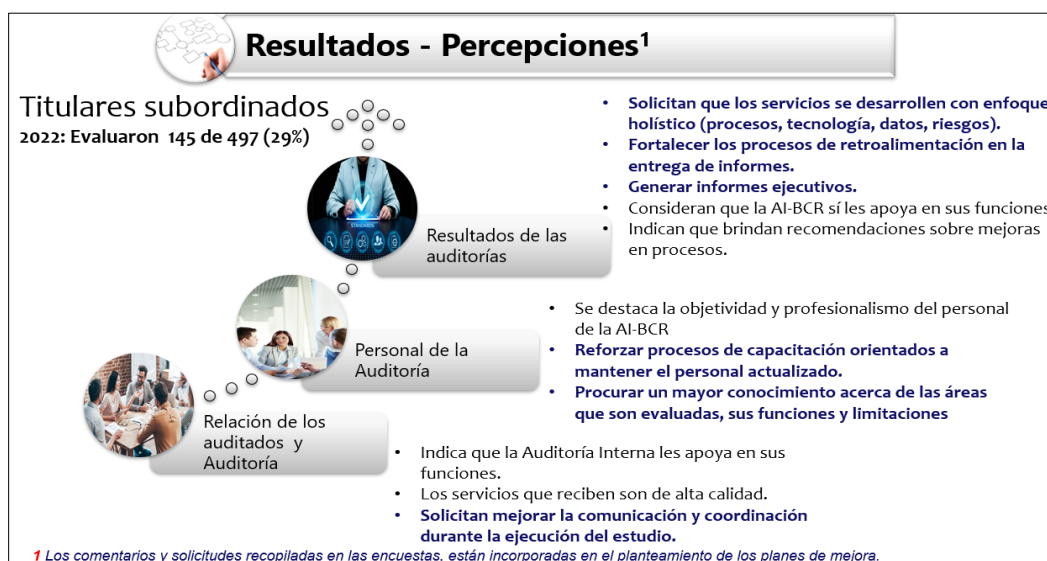 Resultados - Percepciones¹
Titulares subordinados
2022: Evaluaron 145 de 497 (29%)
• Solicitan que los servicios se desarrollen con enfoque
holístico (procesos, tecnología, datos, riesgos).
• Fortalecer los procesos de retroalimentación en la
entrega de informes.
• Generar informes ejecutivos.
• Consideran que la AI-BCR sí les apoya en sus funciones
• Indican que brindan recomendaciones sobre mejoras
en procesos.
STANDARDS
Resultados de las
auditorías
• Se destaca la objetividad y profesionalismo del personal
de la AI-BCR
• Reforzar procesos de capacitación orientados a
mantener el personal actualizado.
• Procurar un mayor conocimiento acerca de las áreas
que son evaluadas, sus funciones y limitaciones
Personal de la
Auditoría
Relación de los
auditados y
Auditoría
• Indica que la Auditoría Interna les apoya en sus
funciones.
• Los servicios que reciben son de alta calidad.
• Solicitan mejorar la comunicación y coordinación
durante la ejecución del estudio.
1 Los comentarios y solicitudes recopiladas en las encuestas, están incorporadas en el planteamiento de los planes de mejora.